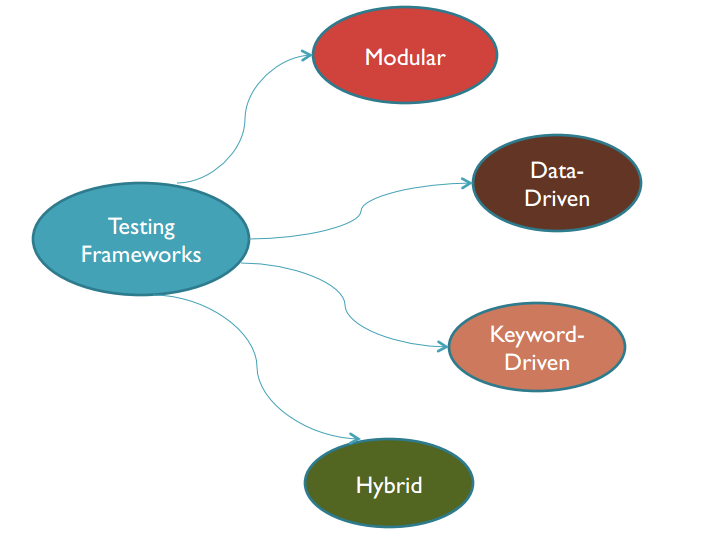 Modular
Data-
Driven
Testing
Frameworks
Keyword-
Driven
Hybrid